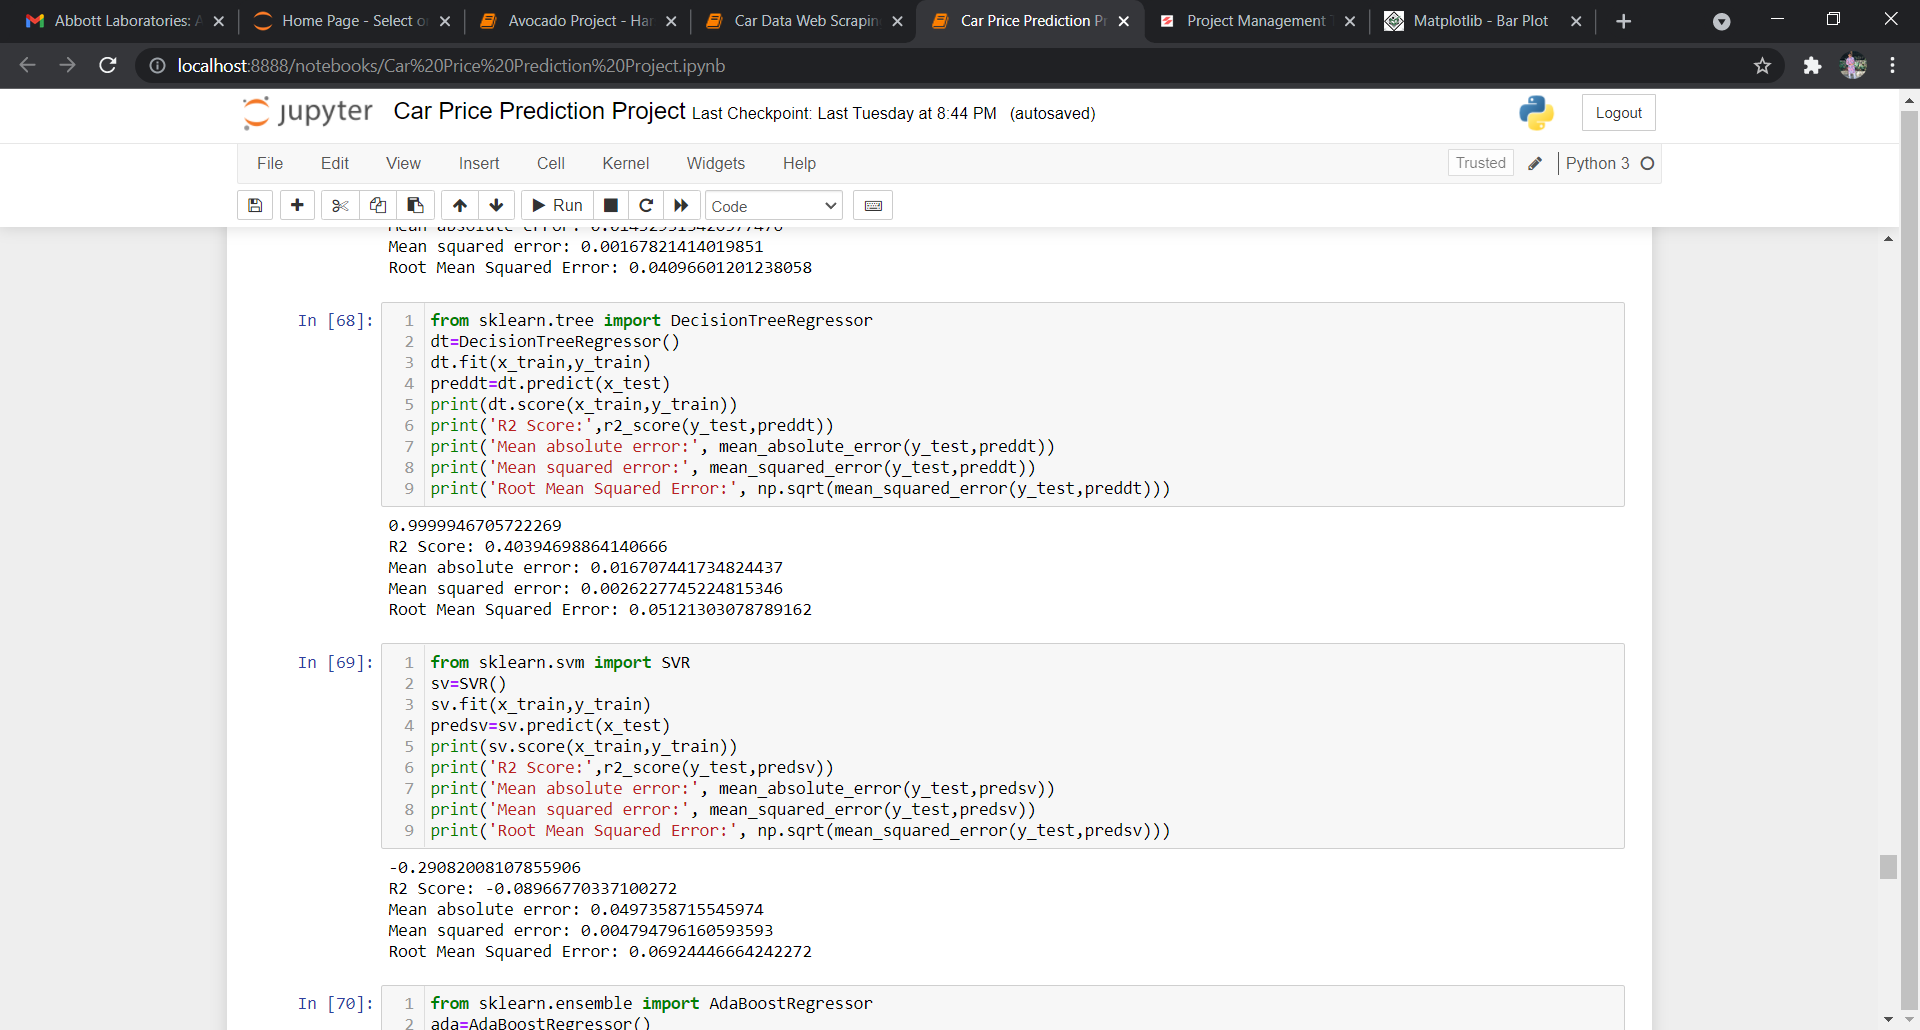 Abbott Laboratories: A
Home Page - Select o
Avocado Project - Har
Car Data Web Scrapin
Car Price Prediction P
Project Management T
Matplotlib - Bar Plot
localhost:8888/notebooks/Car%20Price%20Prediction%20Project.ipynb
jupyter Car Price Prediction Project Last Checkpoint: Last Tuesday at 8:44 PM (autosaved)
Logout
File Edit View Insert Cell Kernel Widgets Help
Trusted Python 3
Run Code
Mean absolute error:
Mean squared error: 0.00167821414019851
Root Mean Squared Error: 0.04096601201238058
In [68]:
1 from sklearn.tree import DecisionTreeRegressor
2 dt=DecisionTreeRegressor()
3 dt.fit(x_train,y_train)
4 preddt=dt.predict(x_test)
5 print(dt.score(x_train,y_train))
6 print('R2 Score:',r2_score(y_test,preddt))
7 print('Mean absolute error:', mean_absolute_error(y_test,preddt))
8 print('Mean squared error:', mean_squared_error(y_test,preddt))
9 print('Root Mean Squared Error:', np.sqrt(mean_squared_error(y_test,preddt)))
0.9999946705722269
R2 Score: 0.40394698864140666
Mean absolute error: 0.016707441734824437
Mean squared error: 0.0026227745224815346
Root Mean Squared Error: 0.05121303078789162
In [69]:
1 from sklearn.svm import SVR
2 sv=SVR()
3 sv.fit(x_train,y_train)
4 predsv=sv.predict(x_test)
5 print(sv.score(x_train,y_train))
6 print('R2 Score:',r2_score(y_test,predsv))
7 print('Mean absolute error:', mean_absolute_error(y_test,predsv))
8 print('Mean squared error:', mean_squared_error(y_test,predsv))
9 print('Root Mean Squared Error:', np.sqrt(mean_squared_error(y_test,predsv)))
-0.29082008107855906
R2 Score: -0.08966770337100272
Mean absolute error: 0.0497358715545974
Mean squared error: 0.004794796160593593
Root Mean Squared Error: 0.06924446664242272
In [70]:
1 from sklearn.ensemble import AdaBoostRegressor
2 ada=AdaBoostRegressor()